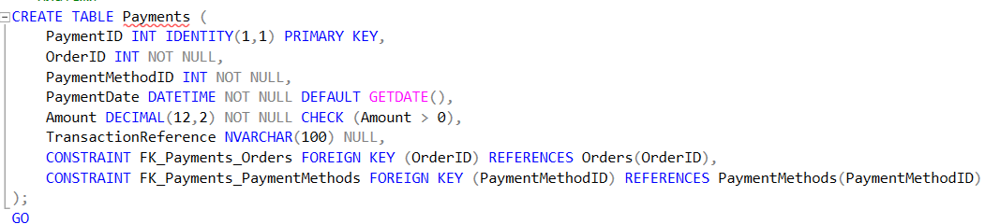 CREATE TABLE Payments (
    PaymentID INT IDENTITY(1,1) PRIMARY KEY,
    OrderID INT NOT NULL,
    PaymentMethodID INT NOT NULL,
    PaymentDate DATETIME NOT NULL DEFAULT GETDATE(),
    Amount DECIMAL(12,2) NOT NULL CHECK (Amount > 0),
    TransactionReference NVARCHAR(100) NULL,
    CONSTRAINT FK_Payments_Orders FOREIGN KEY (OrderID) REFERENCES Orders(OrderID),
    CONSTRAINT FK_Payments_PaymentMethods FOREIGN KEY (PaymentMethodID) REFERENCES PaymentMethods(PaymentMethodID)
);
GO